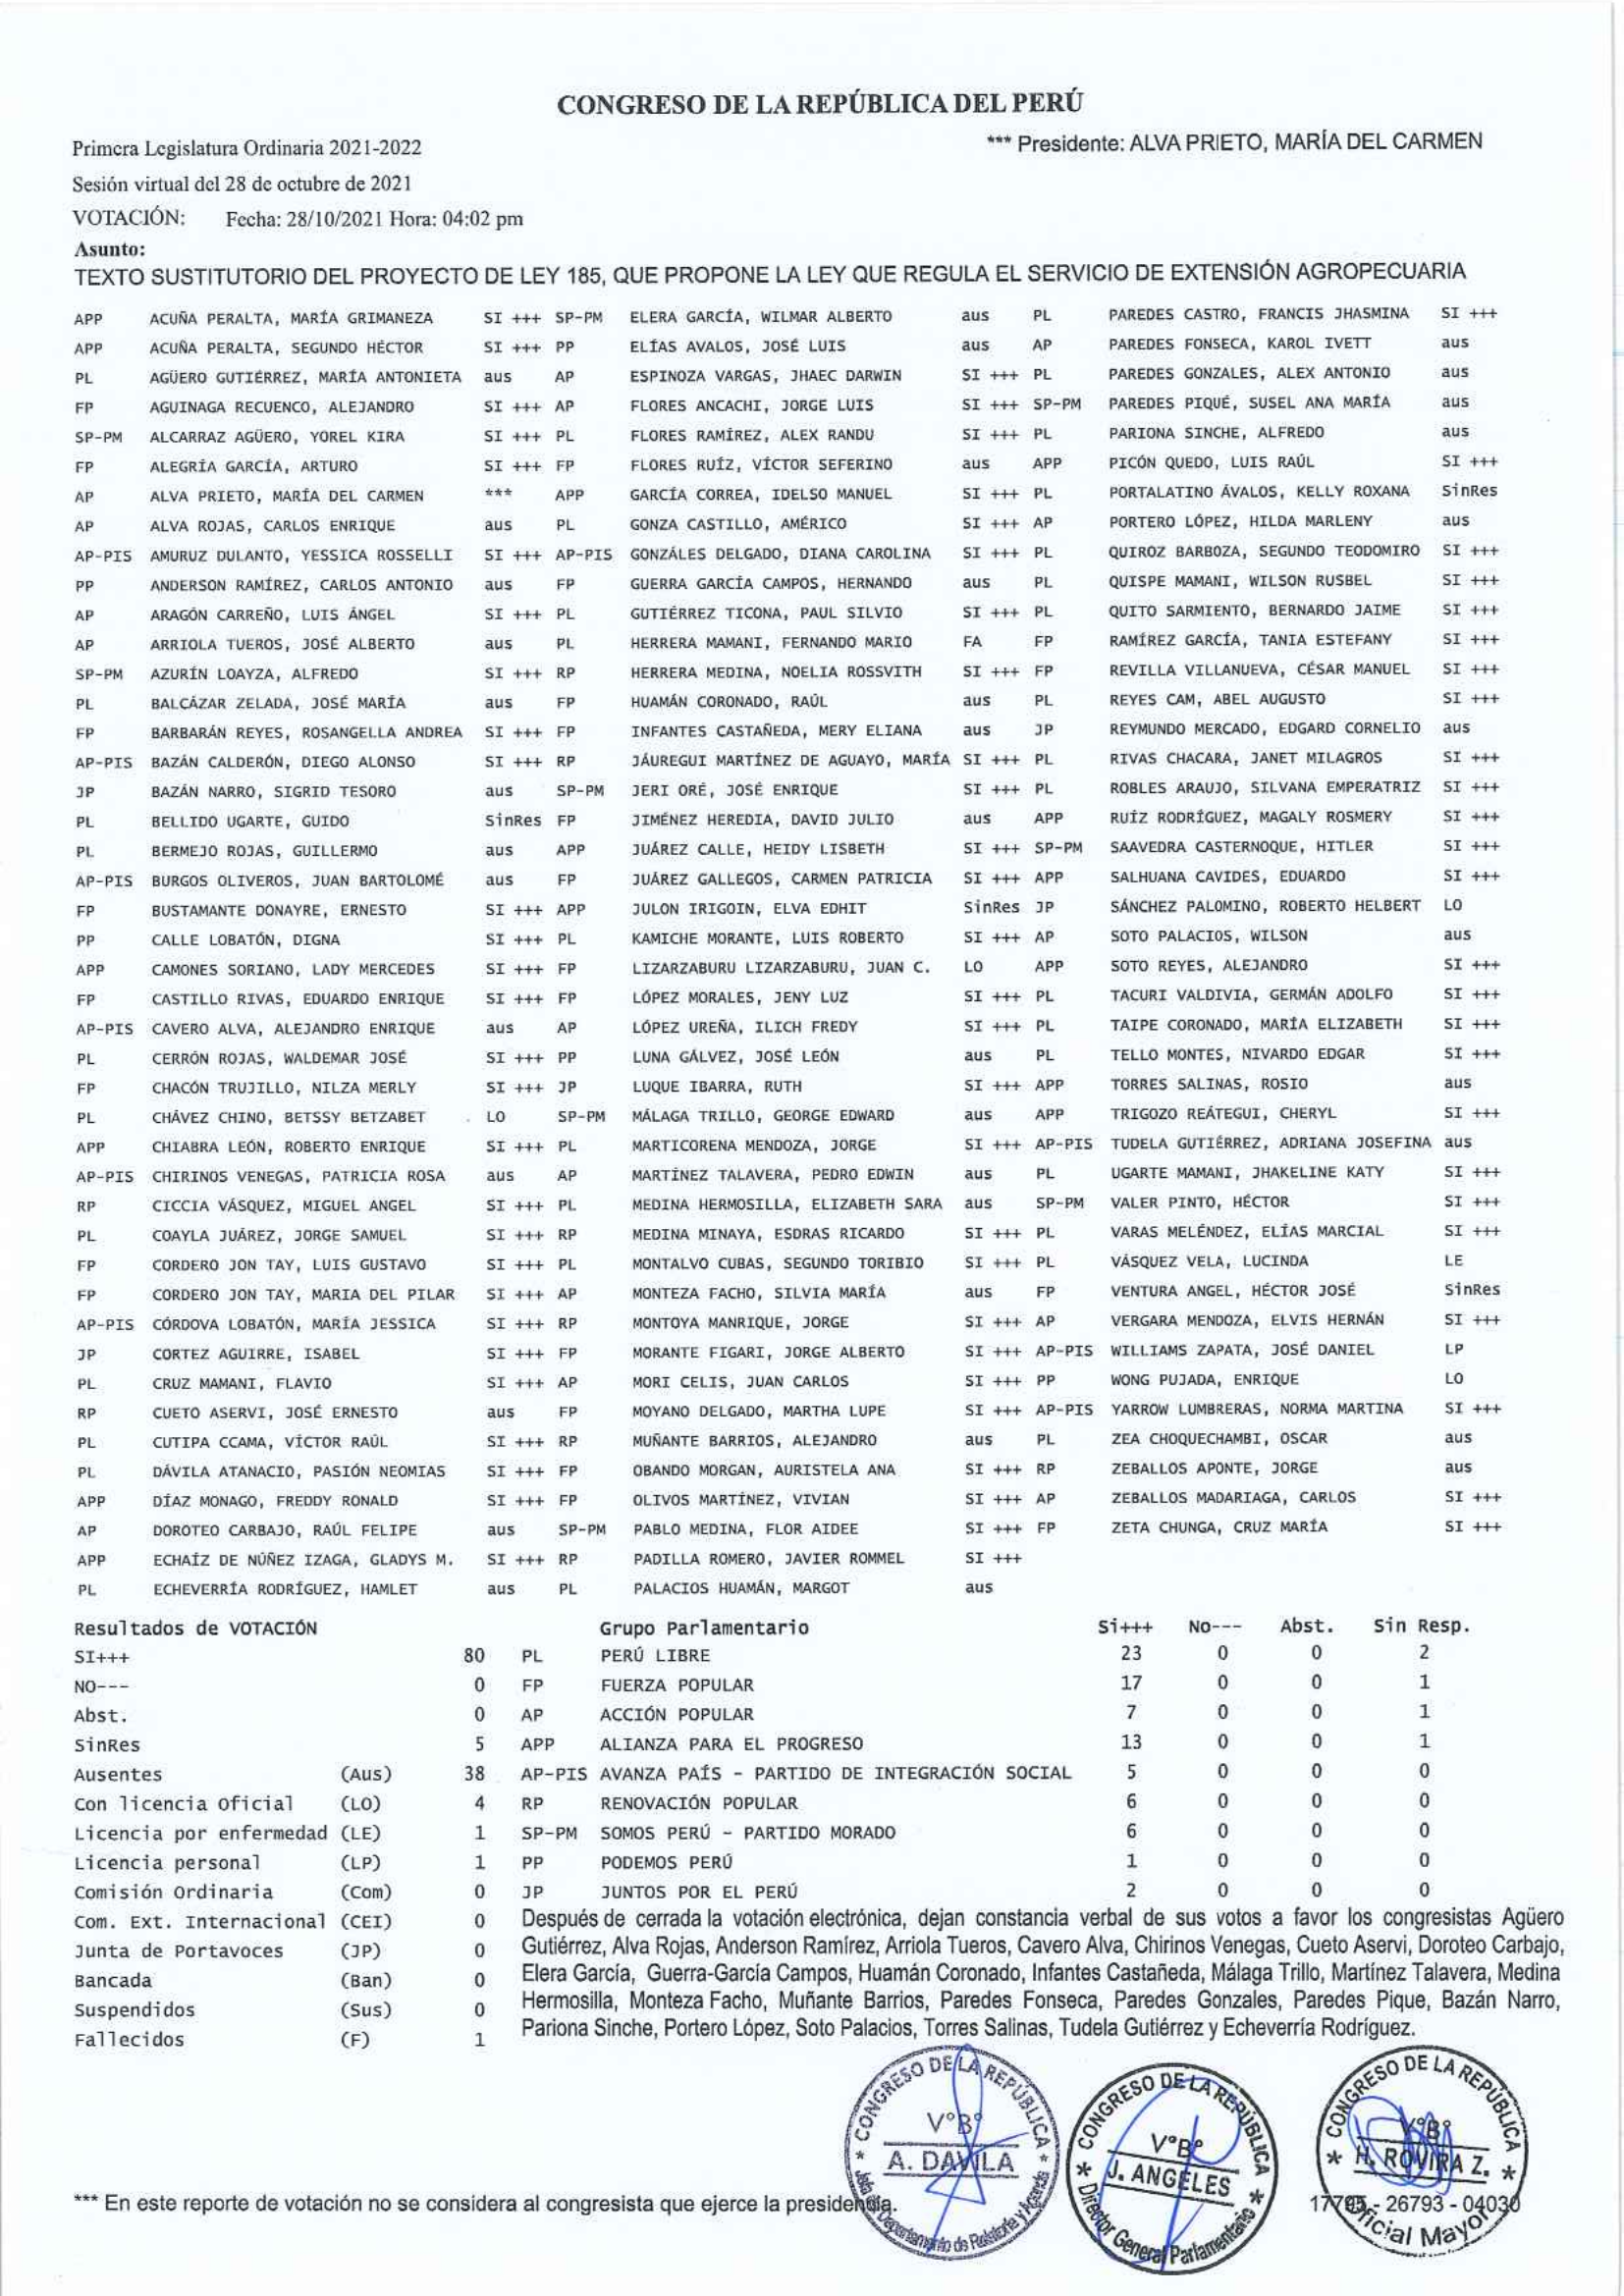 CONGRESO DE LA REPÚBLICA DEL PERÚ
Primera Legislatura Ordinaria 2021-2022
*** Presidente: ALVA PRIETO, MARÍA DEL CARMEN
Sesión virtual del 28 de octubre de 2021
VOTACIÓN: Fecha: 28/10/2021 Hora: 04:02 pm
Asunto:
TEXTO SUSTITUTORIO DEL PROYECTO DE LEY 185, QUE PROPONE LA LEY QUE REGULA EL SERVICIO DE EXTENSIÓN AGROPECUARIA
APP ACUÑA PERALTA, MARÍA GRIMANEZA SI +++ SP-PM ELERA GARCÍA, WILMAR ALBERTO aus PL PAREDES CASTRO, FRANCIS JHASMINA SI +++
APP ACUÑA PERALTA, SEGUNDO HÉCTOR SI +++ PP ELÍAS AVALOS, JOSÉ LUIS aus AP PAREDES FONSECA, KAROL IVETT aus
PL AGÜERO GUTIÉRREZ, MARÍA ANTONIETA aus AP ESPINOZA VARGAS, JHAEC DARWIN SI +++ PL PAREDES GONZALES, ALEX ANTONIO aus
FP AGUINAGA RECUENCO, ALEJANDRO SI +++ AP FLORES ANCACHI, JORGE LUIS SI +++ SP-PM PAREDES PIQUÉ, SUSEL ANA MARÍA aus
SP-PM ALCARRAZ AGÜERO, YOREL KIRA SI +++ PL FLORES RAMÍREZ, ALEX RANDU SI +++ PL PARIONA SINCHE, ALFREDO aus
FP ALEGRÍA GARCÍA, ARTURO SI +++ FP FLORES RUÍZ, VÍCTOR SEFERINO aus APP PICÓN QUEDO, LUIS RAÚL SI +++
AP ALVA PRIETO, MARÍA DEL CARMEN *** APP GARCÍA CORREA, IDELSO MANUEL SI +++ PL PORTALATINO ÁVALOS, KELLY ROXANA SinRes
AP ALVA ROJAS, CARLOS ENRIQUE aus PL GONZA CASTILLO, AMÉRICO SI +++ AP PORTERO LÓPEZ, HILDA MARLENY aus
AP-PIS AMURUZ DULANTO, YESSICA ROSSELLI SI +++ AP-PIS GONZÁLES DELGADO, DIANA CAROLINA SI +++ PL QUIROZ BARBOZA, SEGUNDO TEODOMIRO SI +++
PP ANDERSON RAMÍREZ, CARLOS ANTONIO aus FP GUERRA GARCÍA CAMPOS, HERNANDO aus PL QUISPE MAMANI, WILSON RUSBEL SI +++
AP ARAGÓN CARREÑO, LUIS ÁNGEL SI +++ PL GUTIÉRREZ TICONA, PAUL SILVIO SI +++ PL QUITO SARMIENTO, BERNARDO JAIME SI +++
AP ARRIOLA TUEROS, JOSÉ ALBERTO aus PL HERRERA MAMANI, FERNANDO MARIO FA FP RAMÍREZ GARCÍA, TANIA ESTEFANY SI +++
SP-PM AZURÍN LOAYZA, ALFREDO SI +++ RP HERRERA MEDINA, NOELIA ROSSVITH SI +++ FP REVILLA VILLANUEVA, CÉSAR MANUEL SI +++
PL BALCÁZAR ZELADA, JOSÉ MARÍA aus FP HUAMÁN CORONADO, RAÚL aus PL REYES CAM, ABEL AUGUSTO SI +++
FP BARBARÁN REYES, ROSANGELLA ANDREA SI +++ FP INFANTES CASTAÑEDA, MERY ELIANA aus JP REYMUNDO MERCADO, EDGARD CORNELIO aus
AP-PIS BAZÁN CALDERÓN, DIEGO ALONSO SI +++ RP JÁUREGUI MARTÍNEZ DE AGUAYO, MARÍA SI +++ PL RIVAS CHACARA, JANET MILAGROS SI +++
JP BAZÁN NARRO, SIGRID TESORO aus SP-PM JERI ORÉ, JOSÉ ENRIQUE SI +++ PL ROBLES ARAUJO, SILVANA EMPERATRIZ SI +++
PL BELLIDO UGARTE, GUIDO SinRes FP JIMÉNEZ HEREDIA, DAVID JULIO aus APP RUÍZ RODRÍGUEZ, MAGALY ROSMERY SI +++
PL BERMEJO ROJAS, GUILLERMO aus APP JUÁREZ CALLE, HEIDY LISBETH SI +++ SP-PM SAAVEDRA CASTERNOQUE, HITLER SI +++
AP-PIS BURGOS OLIVEROS, JUAN BARTOLOMÉ aus FP JUÁREZ GALLEGOS, CARMEN PATRICIA SI +++ APP SALHUANA CAVIDES, EDUARDO SI +++
FP BUSTAMANTE DONAYRE, ERNESTO SI +++ APP JULON IRIGOIN, ELVA EDHIT SinRes JP SÁNCHEZ PALOMINO, ROBERTO HELBERT LO
PP CALLE LOBATÓN, DIGNA SI +++ PL KAMICHE MORANTE, LUIS ROBERTO SI +++ AP SOTO PALACIOS, WILSON aus
APP CAMONES SORIANO, LADY MERCEDES SI +++ FP LIZARZABURU LIZARZABURU, JUAN C. LO APP SOTO REYES, ALEJANDRO SI +++
FP CASTILLO RIVAS, EDUARDO ENRIQUE SI +++ FP LÓPEZ MORALES, JENY LUZ SI +++ PL TACURI VALDIVIA, GERMÁN ADOLFO SI +++
AP-PIS CAVERO ALVA, ALEJANDRO ENRIQUE aus AP LÓPEZ UREÑA, ILICH FREDY SI +++ PL TAIPE CORONADO, MARÍA ELIZABETH SI +++
PL CERRÓN ROJAS, WALDEMAR JOSÉ SI +++ PP LUNA GÁLVEZ, JOSÉ LEÓN aus PL TELLO MONTES, NIVARDO EDGAR SI +++
FP CHACÓN TRUJILLO, NILZA MERLY SI +++ JP LUQUE IBARRA, RUTH SI +++ APP TORRES SALINAS, ROSIO aus
PL CHÁVEZ CHINO, BETSSY BETZABET LO SP-PM MÁLAGA TRILLO, GEORGE EDWARD aus APP TRIGOZO REÁTEGUI, CHERYL SI +++
APP CHIABRA LEÓN, ROBERTO ENRIQUE SI +++ PL MARTICORENA MENDOZA, JORGE SI +++ AP-PIS TUDELA GUTIÉRREZ, ADRIANA JOSEFINA aus
AP-PIS CHIRINOS VENEGAS, PATRICIA ROSA aus AP MARTÍNEZ TALAVERA, PEDRO EDWIN aus PL UGARTE MAMANI, JHAKELINE KATY SI +++
RP CICCIA VÁSQUEZ, MIGUEL ANGEL SI +++ PL MEDINA HERMOSILLA, ELIZABETH SARA aus SP-PM VALER PINTO, HÉCTOR SI +++
PL COAYLA JUÁREZ, JORGE SAMUEL SI +++ RP MEDINA MINAYA, ESDRAS RICARDO SI +++ PL VARAS MELÉNDEZ, ELÍAS MARCIAL SI +++
FP CORDERO JON TAY, LUIS GUSTAVO SI +++ PL MONTALVO CUBAS, SEGUNDO TORIBIO SI +++ PL VÁSQUEZ VELA, LUCINDA LE
FP CORDERO JON TAY, MARIA DEL PILAR SI +++ AP MONTEZA FACHO, SILVIA MARÍA aus FP VENTURA ANGEL, HÉCTOR JOSÉ SinRes
AP-PIS CÓRDOVA LOBATÓN, MARÍA JESSICA SI +++ RP MONTOYA MANRIQUE, JORGE SI +++ AP VERGARA MENDOZA, ELVIS HERNÁN SI +++
JP CORTEZ AGUIRRE, ISABEL SI +++ FP MORANTE FIGARI, JORGE ALBERTO SI +++ AP-PIS WILLIAMS ZAPATA, JOSÉ DANIEL LP
PL CRUZ MAMANI, FLAVIO SI +++ AP MORI CELIS, JUAN CARLOS SI +++ PP WONG PUJADA, ENRIQUE LO
RP CUETO ASERVI, JOSÉ ERNESTO aus FP MOYANO DELGADO, MARTHA LUPE SI +++ AP-PIS YARROW LUMBRERAS, NORMA MARTINA SI +++
PL CUTIPA CCAMA, VÍCTOR RAÚL SI +++ RP MUÑANTE BARRIOS, ALEJANDRO aus PL ZEA CHOQUECHAMBI, OSCAR aus
PL DÁVILA ATANACIO, PASIÓN NEOMIAS SI +++ FP OBANDO MORGAN, AURISTELA ANA SI +++ RP ZEBALLOS APONTE, JORGE aus
APP DÍAZ MONAGO, FREDDY RONALD SI +++ FP OLIVOS MARTÍNEZ, VIVIAN SI +++ AP ZEBALLOS MADARIAGA, CARLOS SI +++
AP DOROTEO CARBAJO, RAÚL FELIPE aus SP-PM PABLO MEDINA, FLOR AIDEE SI +++ FP ZETA CHUNGA, CRUZ MARÍA SI +++
APP ECHAÍZ DE NÚÑEZ IZAGA, GLADYS M. SI +++ RP PADILLA ROMERO, JAVIER ROMMEL SI +++
PL ECHEVERRÍA RODRÍGUEZ, HAMLET aus PL PALACIOS HUAMÁN, MARGOT aus
Resultados de VOTACIÓN Grupo Parlamentario Si+++ No--- Abst. Sin Resp.
SI+++ 80 PL PERÚ LIBRE 23 0 0 2
NO--- 0 FP FUERZA POPULAR 17 0 0 1
Abst. 0 AP ACCIÓN POPULAR 7 0 0 1
SinRes 5 APP ALIANZA PARA EL PROGRESO 13 0 0 1
Ausentes (Aus) 38 AP-PIS AVANZA PAÍS - PARTIDO DE INTEGRACIÓN SOCIAL 5 0 0 0
Con licencia Oficial (LO) 4 RP RENOVACIÓN POPULAR 6 0 0 0
Licencia por enfermedad (LE) 1 SP-PM SOMOS PERÚ - PARTIDO MORADO 6 0 0 0
Licencia personal (LP) 1 PP PODEMOS PERÚ 1 0 0 0
Comisión Ordinaria (Com) 0 JP JUNTOS POR EL PERÚ 2 0 0 0
Com. Ext. Internacional (CEI) 0
Junta de Portavoces (JP) 0
Bancada (Ban) 0
Suspendidos (Sus) 0
Fallecidos (F) 1
Después de cerrada la votación electrónica, dejan constancia verbal de sus votos a favor los congresistas Agüero
Gutiérrez, Alva Rojas, Anderson Ramírez, Arriola Tueros, Cavero Alva, Chirinos Venegas, Cueto Aservi, Doroteo Carbajo,
Elera García, Guerra-García Campos, Huamán Coronado, Infantes Castañeda, Málaga Trillo, Martínez Talavera, Medina
Hermosilla, Monteza Facho, Muñante Barrios, Paredes Fonseca, Paredes Gonzales, Paredes Pique, Bazán Narro,
Pariona Sinche, Portero López, Soto Palacios, Torres Salinas, Tudela Gutiérrez y Echeverría Rodríguez.
* CONGRESO DE LA REPÚBLICA *
V°B°
A. DAVILA
Departamento de Relatoría y Agenda
* CONGRESO DE LA REPÚBLICA *
V°B°
J. ANGELES
Director General Parlamentario
* CONGRESO DE LA REPÚBLICA *
V°B°
H. ROVIRA Z.
Oficial Mayor
*** En este reporte de votación no se considera al congresista que ejerce la presidencia.
17795 - 26793 - 04030